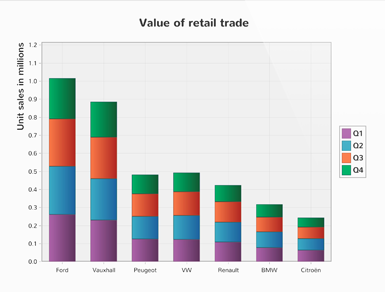 Value of retail trade
Unit sales in millions
1.2
1.1
1.0
0.9
0.8
0.7
0.6
0.5
0.4
0.3
0.2
0.1
0.0
Ford Vauxhall Peugeot VW Renault BMW Citroën
Q1
Q2
Q3
Q4